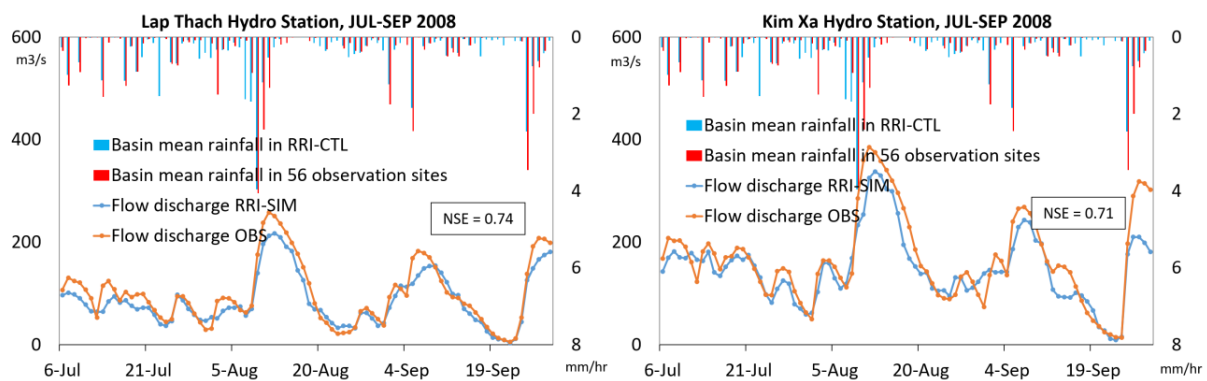 Lap Thach Hydro Station, JUL-SEP 2008
600
400
200
0
m3/s
0
2
4
6
8
Basin mean rainfall in RRI-CTL
Basin mean rainfall in 56 observation sites
Flow discharge RRI-SIM
Flow discharge OBS
NSE = 0.74
6-Jul 21-Jul 5-Aug 20-Aug 4-Sep 19-Sep
mm/hr
Kim Xa Hydro Station, JUL-SEP 2008
600
400
200
0
m3/s
0
2
4
6
8
Basin mean rainfall in RRI-CTL
Basin mean rainfall in 56 observation sites
Flow discharge RRI-SIM
Flow discharge OBS
NSE = 0.71
6-Jul 21-Jul 5-Aug 20-Aug 4-Sep 19-Sep
mm/hr